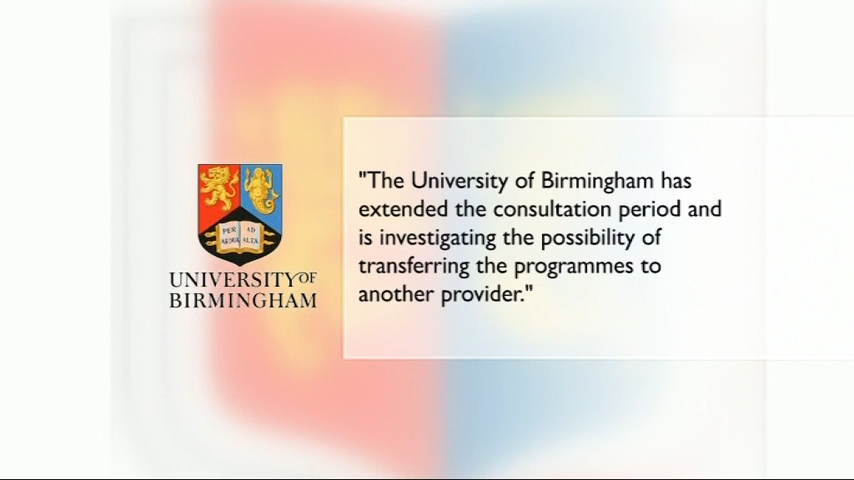 PER AD
ARDUA ALTA
UNIVERSITY OF
BIRMINGHAM
"The University of Birmingham has
extended the consultation period and
is investigating the possibility of
transferring the programmes to
another provider."